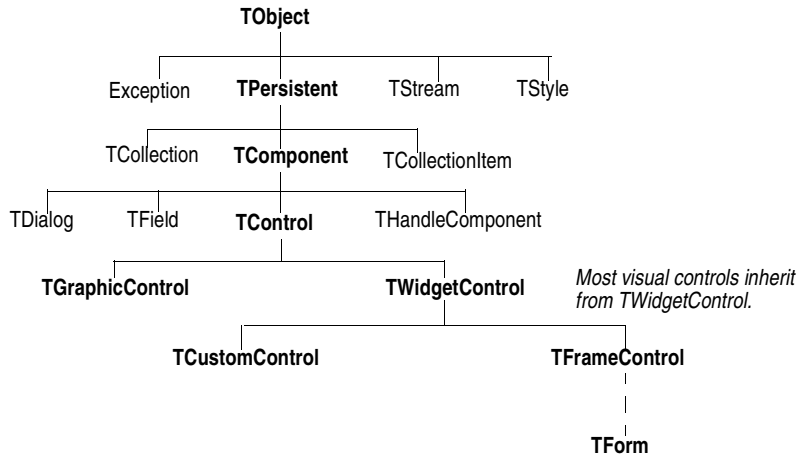 TObject
Exception TPersistent TStream TStyle
TCollection TComponent TCollectionItem
TDialog TField TControl THandleComponent
TGraphicControl TWidgetControl
Most visual controls inherit
from TWidgetControl.
TCustomControl TFrameControl
TForm